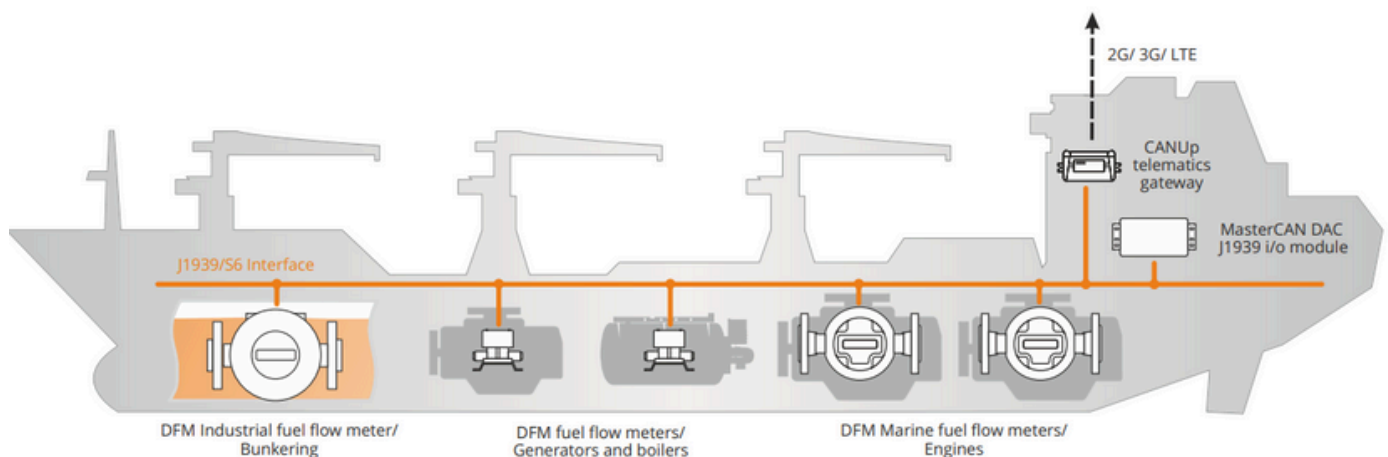 2G/ 3G/ LTE
CANUp
telematics
gateway
MasterCAN DAC
J1939 i/o module
J1939/S6 Interface
DFM Industrial fuel flow meter/
Bunkering
DFM fuel flow meters/
Generators and boilers
DFM Marine fuel flow meters/
Engines